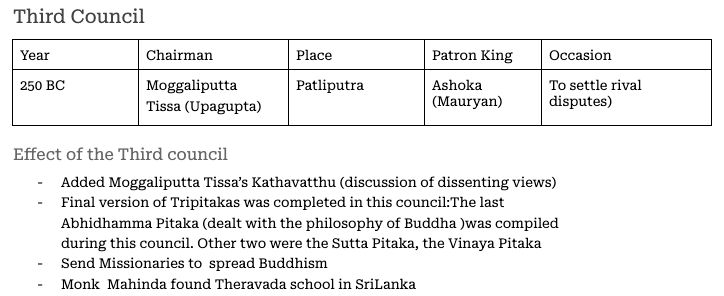 Third Council
Year Chairman Place Patron King Occasion
250 BC Moggaliputta Tissa (Upagupta) Patliputra Ashoka (Mauryan) To settle rival disputes)
Effect of the Third council
- Added Moggaliputta Tissa's Kathavatthu (discussion of dissenting views)
- Final version of Tripitakas was completed in this council:The last
Abhidhamma Pitaka (dealt with the philosophy of Buddha )was compiled
during this council. Other two were the Sutta Pitaka, the Vinaya Pitaka
- Send Missionaries to spread Buddhism
- Monk Mahinda found Theravada school in SriLanka